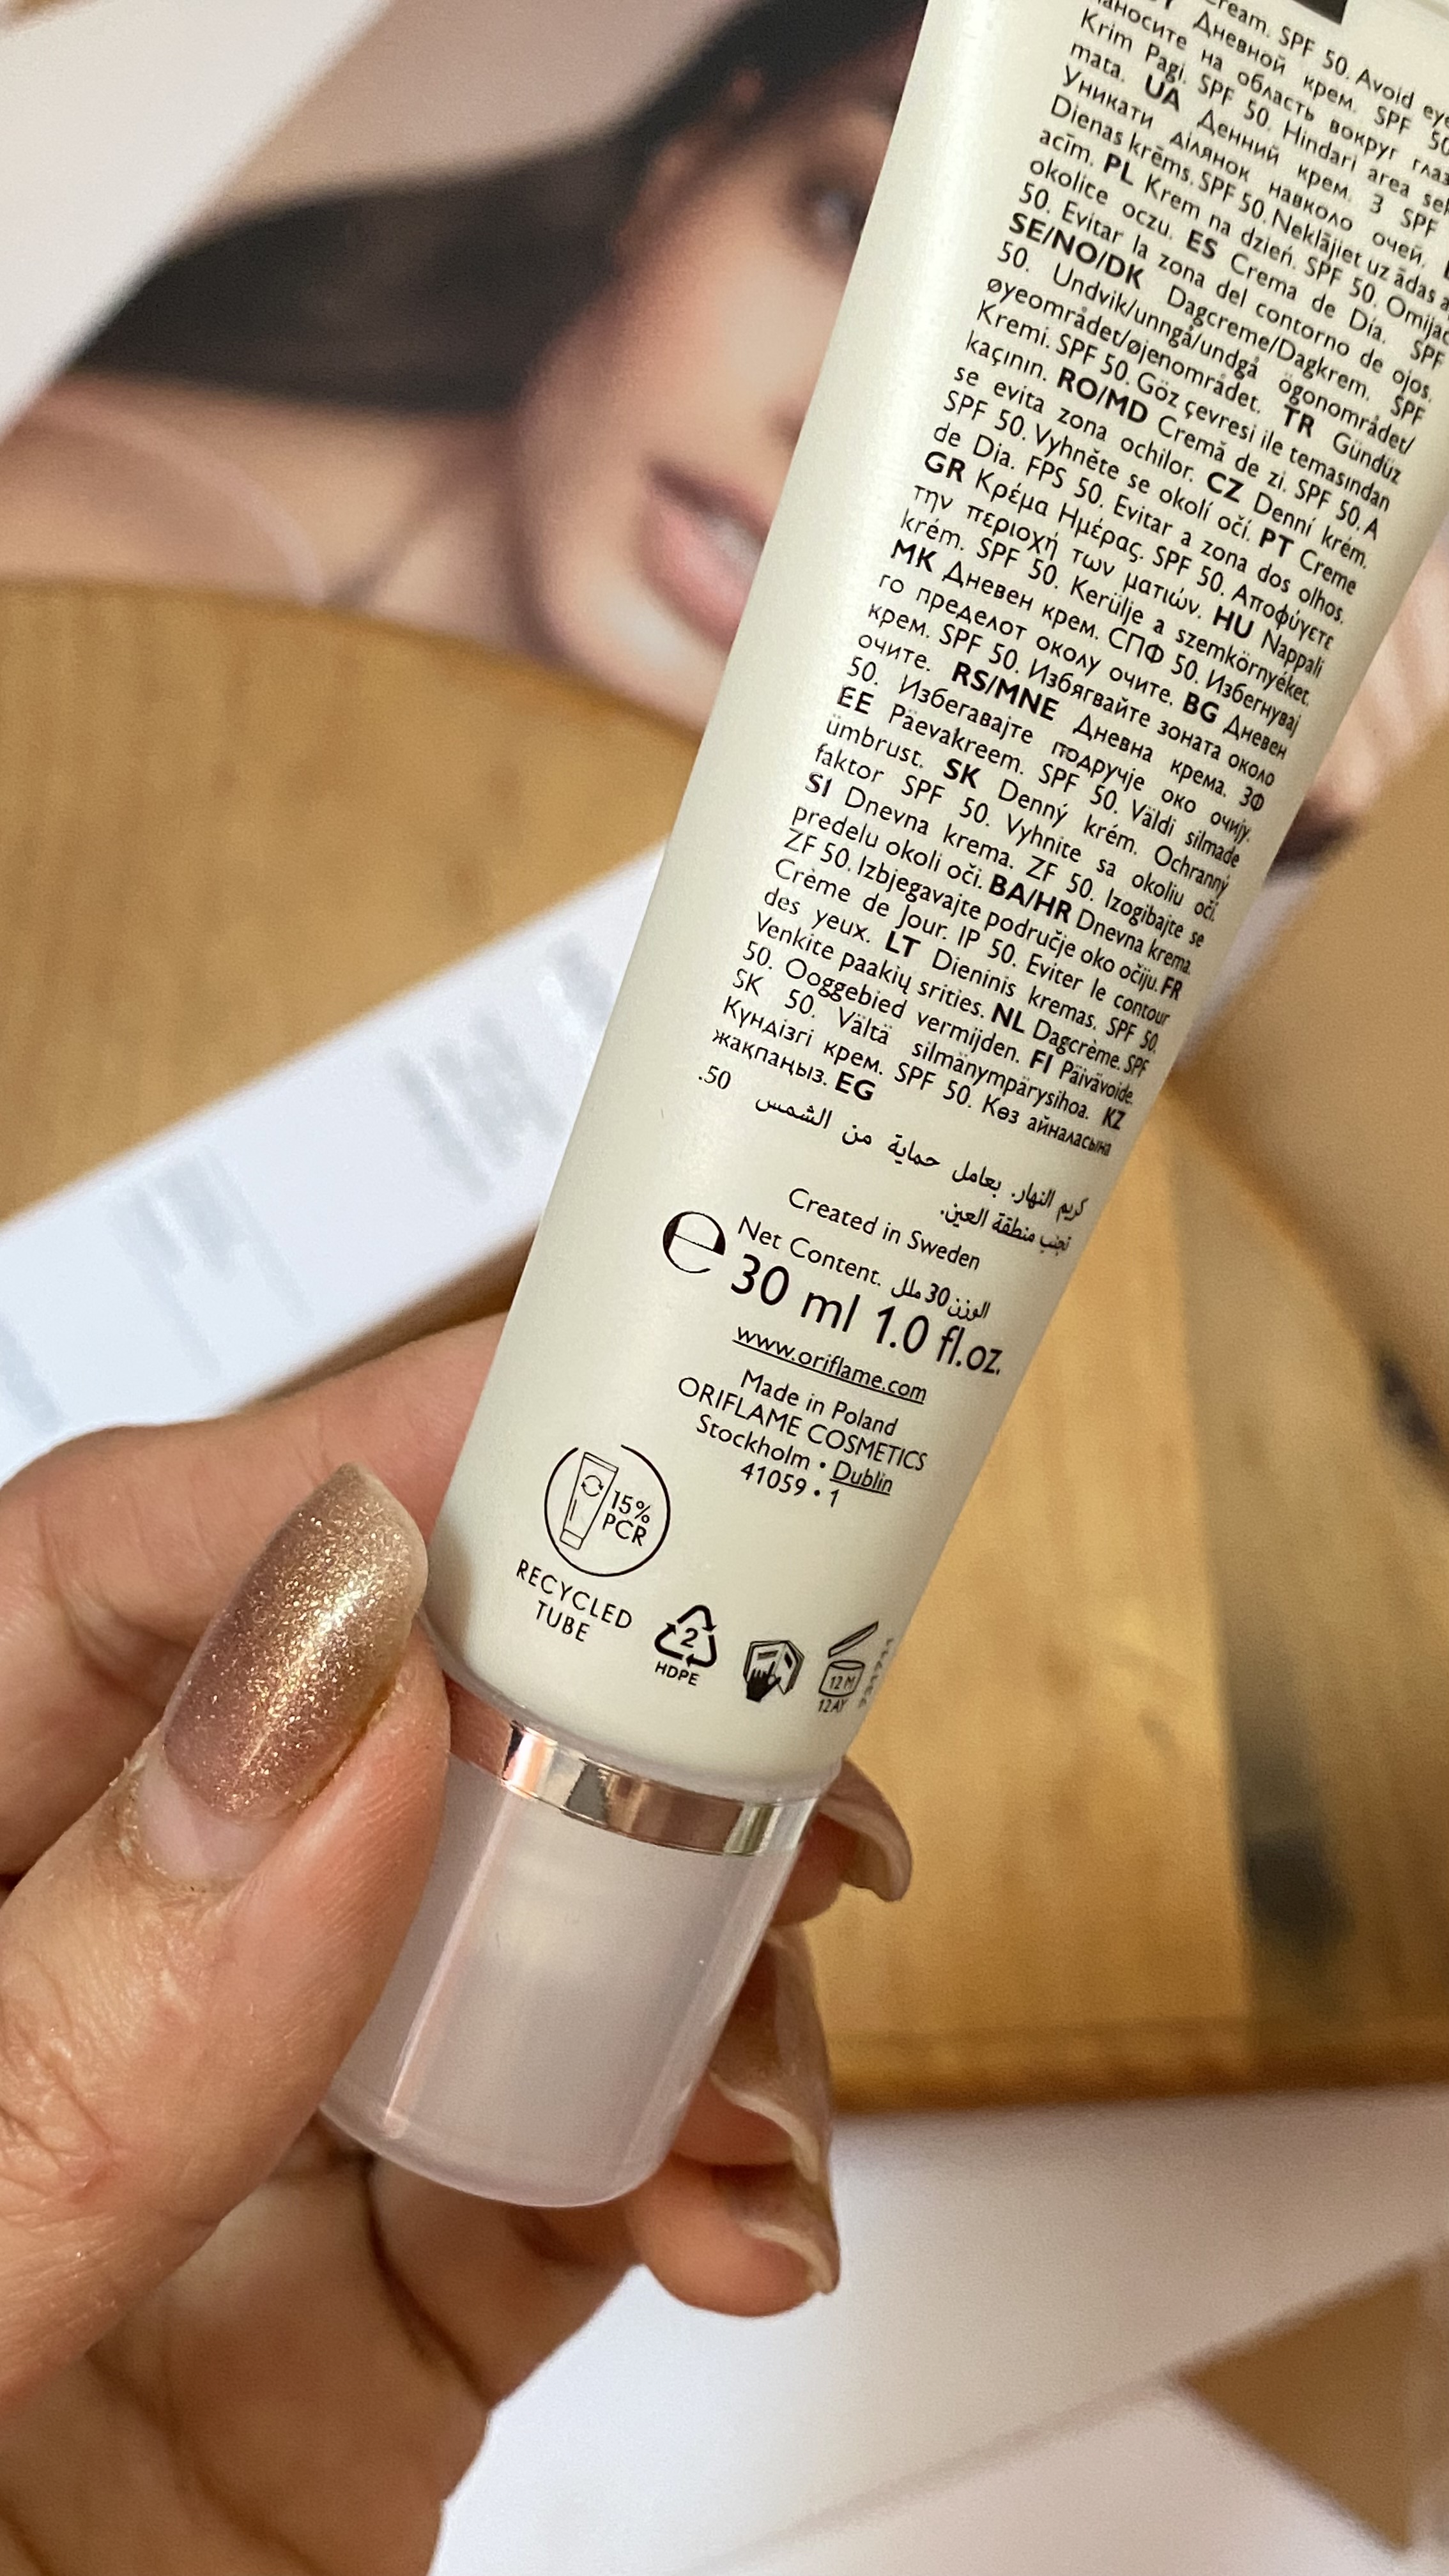 Cream. SPF 50. Avoid eye
Дневной крем. SPF 50
наносите на область вокруг глаз
Krim Pagi. SPF 50. Hindari area sek
mata. UA Денний крем. З SPF
Уникати ділянок навколо очей.
Dienas krēms. SPF 50. Neklājiet uz ādas a
acīm. PL Krem na dzień. SPF 50. Omijać
okolice oczu. ES Crema de Día. SPF
50. Evitar la zona del contorno de ojos.
SE/NO/DK Dagcreme/Dagkrem. SPF
50. Undvik/unngå/undgå ögonområdet/
øyeområdet/øjenområdet. TR Gündüz
Kremi. SPF 50. Göz çevresi ile temasından
kaçının. RO/MD Cremă de zi. SPF 50. A
se evita zona ochilor. CZ Denní krém.
SPF 50. Vyhněte se okolí očí. PT Creme
de Dia. FPS 50. Evitar a zona dos olhos.
GR Κρέμα Ημέρας. SPF 50. Αποφύγετε
την περιοχή των ματιών. HU Nappali
krém. SPF 50. Kerülje a szemkörnyéket.
MK Дневен крем. СПФ 50. Избегнувај
го пределот околу очите. BG Дневен
крем. SPF 50. Избягвайте зоната около
очите. RS/MNE Дневна крема. ЗФ
50. Избегавајте подручје око очију.
EE Päevakreem. SPF 50. Väldi silmade
ümbrust. SK Denný krém. Ochranný
faktor SPF 50. Vyhnite sa okoliu očí.
SI Dnevna krema. ZF 50. Izogibajte se
predelu okoli oči. BA/HR Dnevna krema.
ZF 50. Izbjegavajte područje oko očiju. FR
Crème de Jour. IP 50. Eviter le contour
des yeux. LT Dieninis kremas. SPF 50.
Venkite paakių srities. NL Dagcrème. SPF
50. Ooggebied vermijden. FI Päivävoide.
SK 50. Vältä silmänympärysihoa. KZ
Күндізгі крем. SPF 50. Көз айналасына
жақпаңыз. EG
كريم النهار. بعامل حماية من الشمس 50.
تجنب منطقة العين.
Created in Sweden
Net Content. الوزن 30 ملل
e 30 ml 1.0 fl.oz.
www.oriflame.com
Made in Poland
ORIFLAME COSMETICS
Stockholm • Dublin
41059 • 1
15%
PCR
RECYCLED
TUBE
2
HDPE
12 M
12 AY